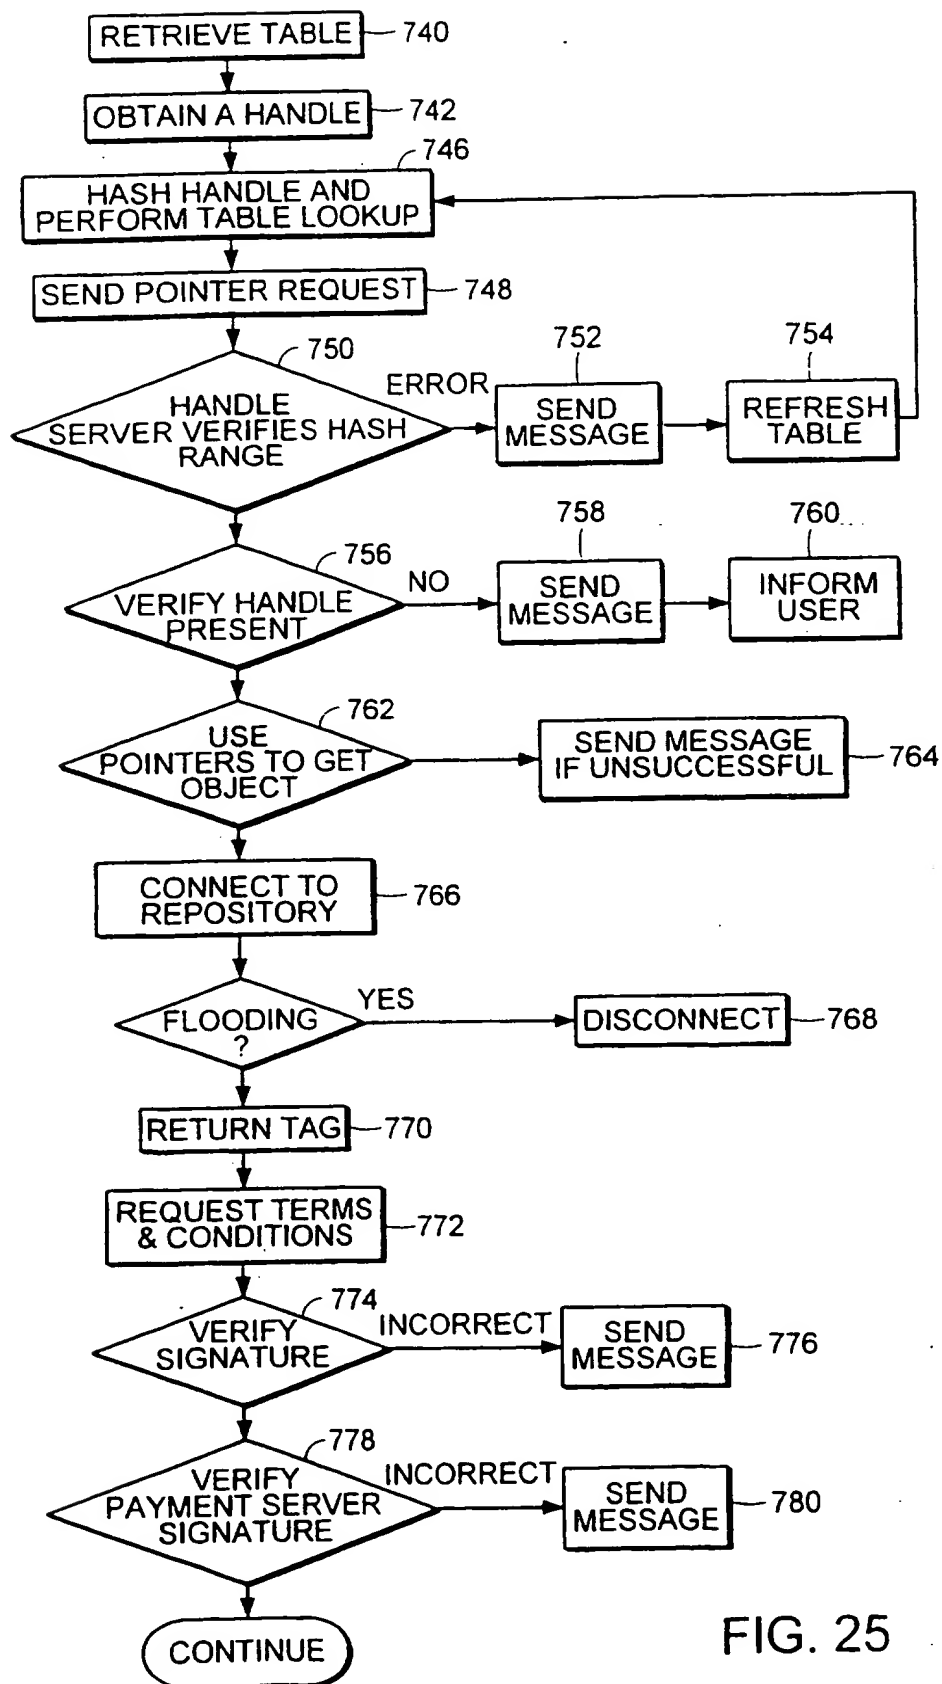 RETRIEVE TABLE
740
OBTAIN A HANDLE
742
746
HASH HANDLE AND
PERFORM TABLE LOOKUP
SEND POINTER REQUEST
748
750
HANDLE
SERVER VERIFIES HASH
RANGE
ERROR
752
SEND
MESSAGE
754
REFRESH
TABLE
756
VERIFY HANDLE
PRESENT
NO
758
SEND
MESSAGE
760
INFORM
USER
762
USE
POINTERS TO GET
OBJECT
SEND MESSAGE
IF UNSUCCESSFUL
764
CONNECT TO
REPOSITORY
766
FLOODING
?
YES
DISCONNECT
768
RETURN TAG
770
REQUEST TERMS
& CONDITIONS
772
774
VERIFY
SIGNATURE
INCORRECT
SEND
MESSAGE
776
778
VERIFY
PAYMENT SERVER
SIGNATURE
INCORRECT
SEND
MESSAGE
780
CONTINUE
FIG. 25